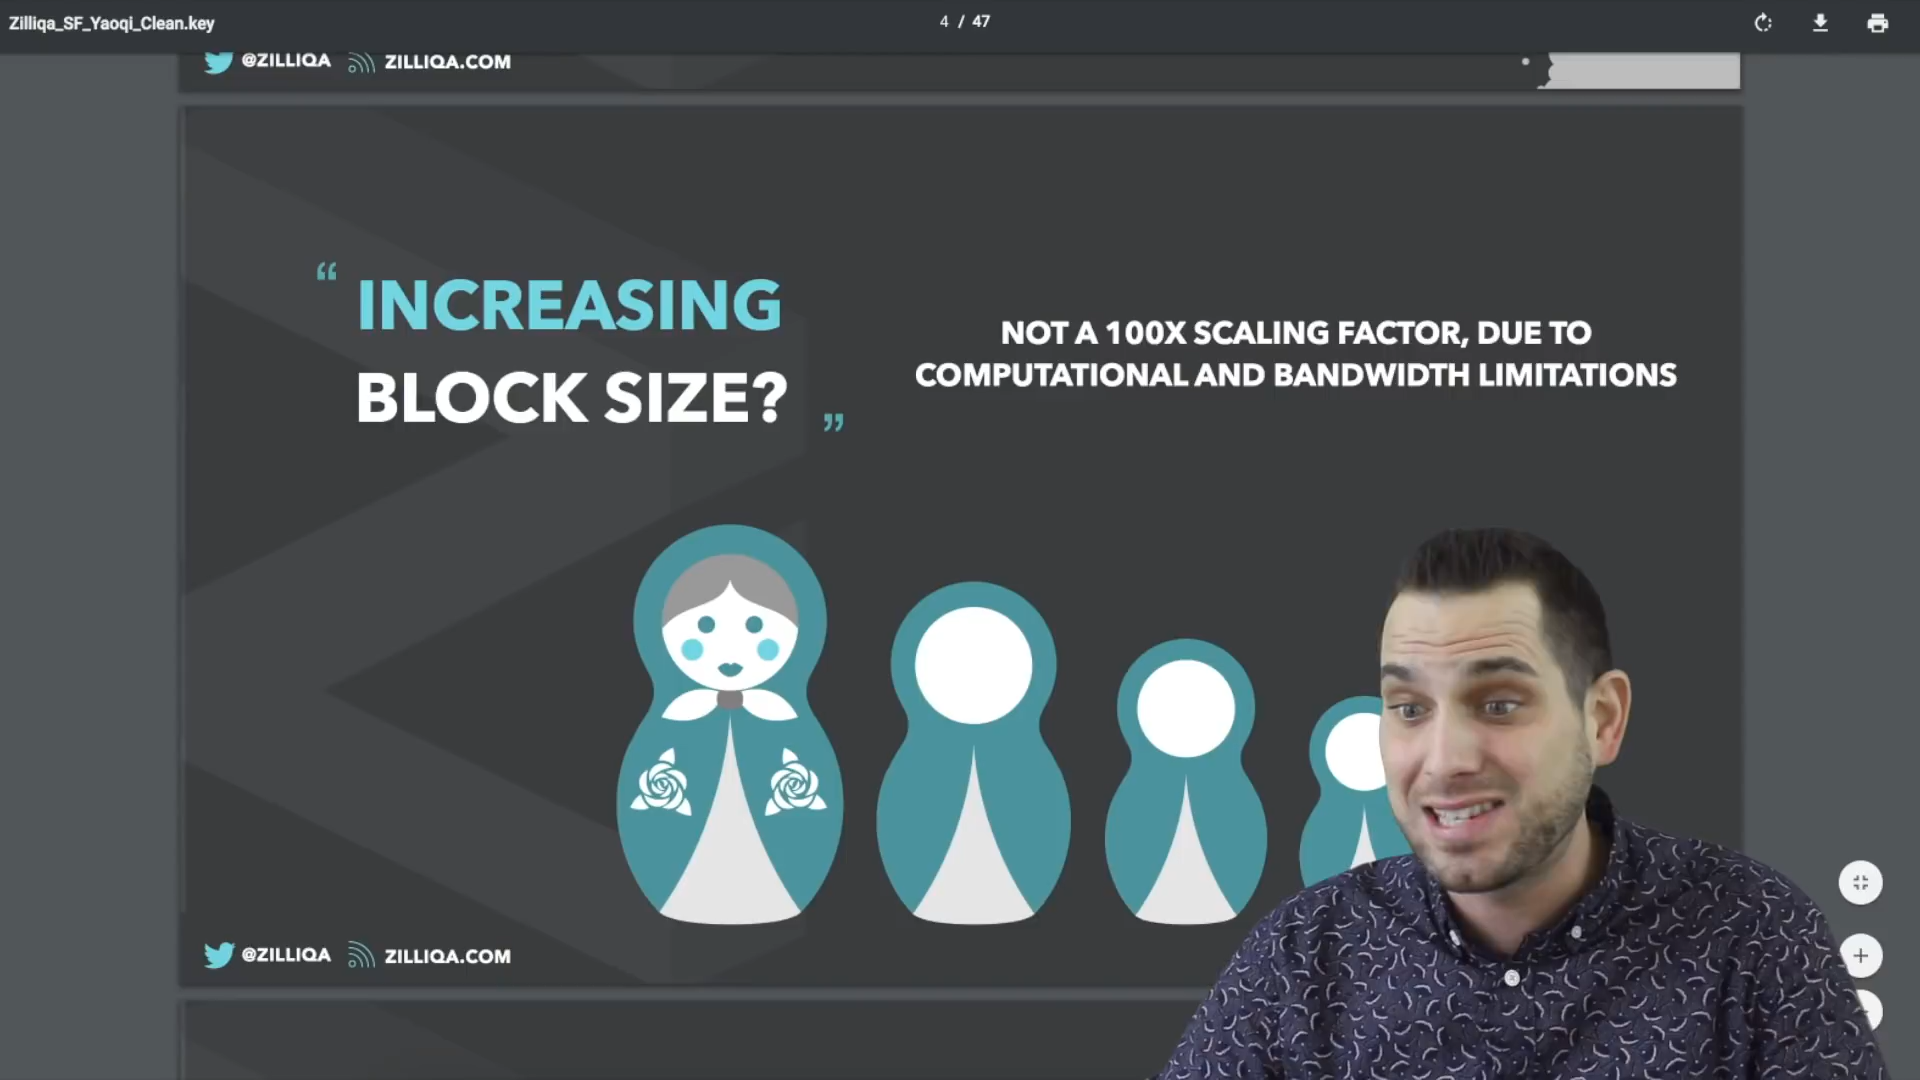 Zilliqa_SF_Yaoqi_Clean.key
4 / 47
@ZILLIQA ZILLIQA.COM
“ INCREASING
BLOCK SIZE? ”
NOT A 100X SCALING FACTOR, DUE TO
COMPUTATIONAL AND BANDWIDTH LIMITATIONS
@ZILLIQA ZILLIQA.COM